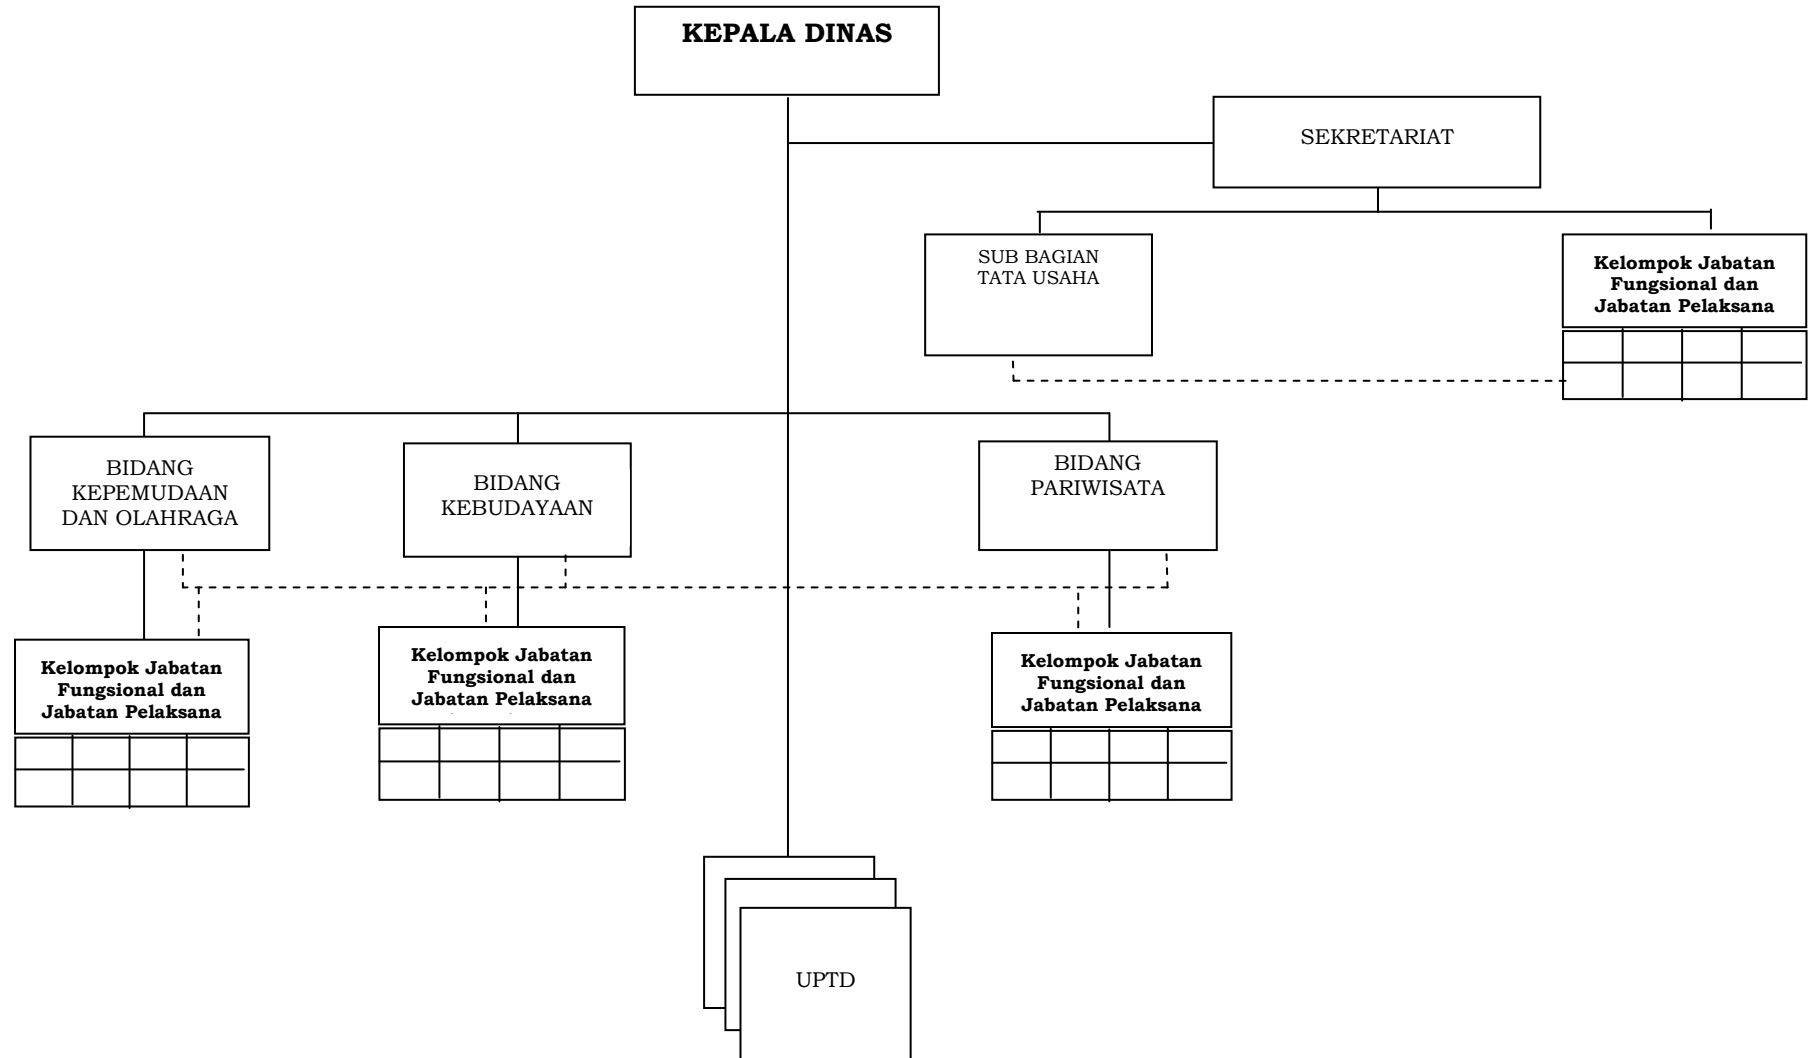 KEPALA DINAS
SEKRETARIAT
SUB BAGIAN
TATA USAHA
Kelompok Jabatan
Fungsional dan
Jabatan Pelaksana
BIDANG
KEPEMUDAAN
DAN OLAHRAGA
BIDANG
KEBUDAYAAN
BIDANG
PARIWISATA
Kelompok Jabatan
Fungsional dan
Jabatan Pelaksana
Kelompok Jabatan
Fungsional dan
Jabatan Pelaksana
Kelompok Jabatan
Fungsional dan
Jabatan Pelaksana
UPTD